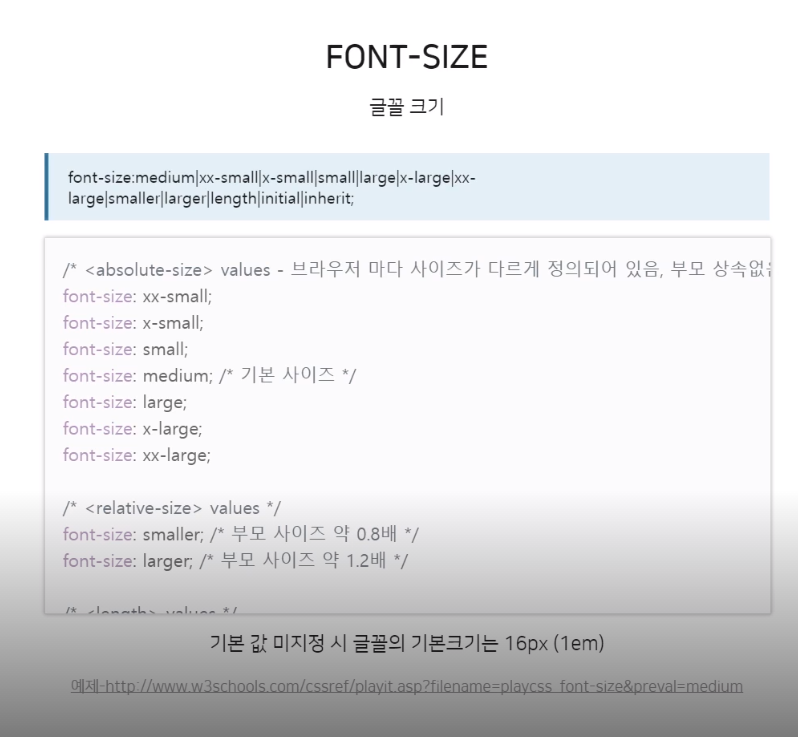 FONT-SIZE
글꼴 크기
font-size:medium|xx-small|x-small|small|large|x-large|xx-
large|smaller|larger|length|initial|inherit;
/* <absolute-size> values - 브라우저 마다 사이즈가 다르게 정의되어 있음, 부모 상속없
font-size: xx-small;
font-size: x-small;
font-size: small;
font-size: medium; /* 기본 사이즈 */
font-size: large;
font-size: x-large;
font-size: xx-large;
/* <relative-size> values */
font-size: smaller; /* 부모 사이즈 약 0.8배 */
font-size: larger; /* 부모 사이즈 약 1.2배 */
/* <length> values */
기본 값 미지정 시 글꼴의 기본크기는 16px (1em)
예제-http://www.w3schools.com/cssref/playit.asp?filename=playcss_font-size&preval=medium